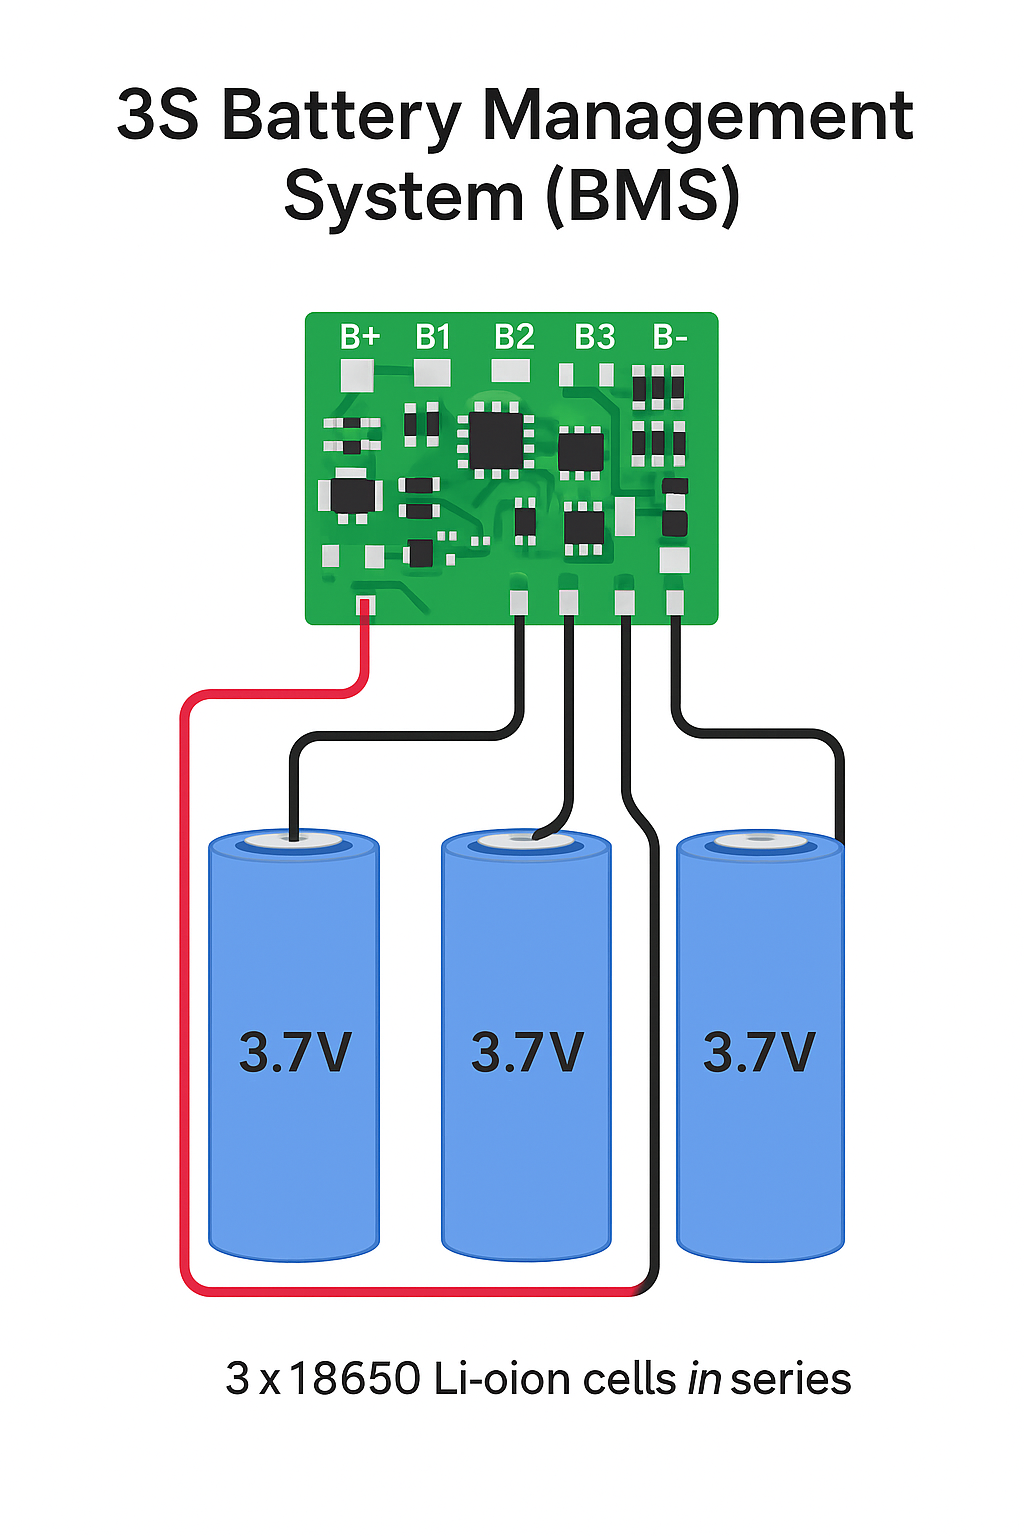 3S Battery Management
System (BMS)
B+ B1 B2 B3 B-
3.7V 3.7V 3.7V
3 x 18650 Li-oion cells in series